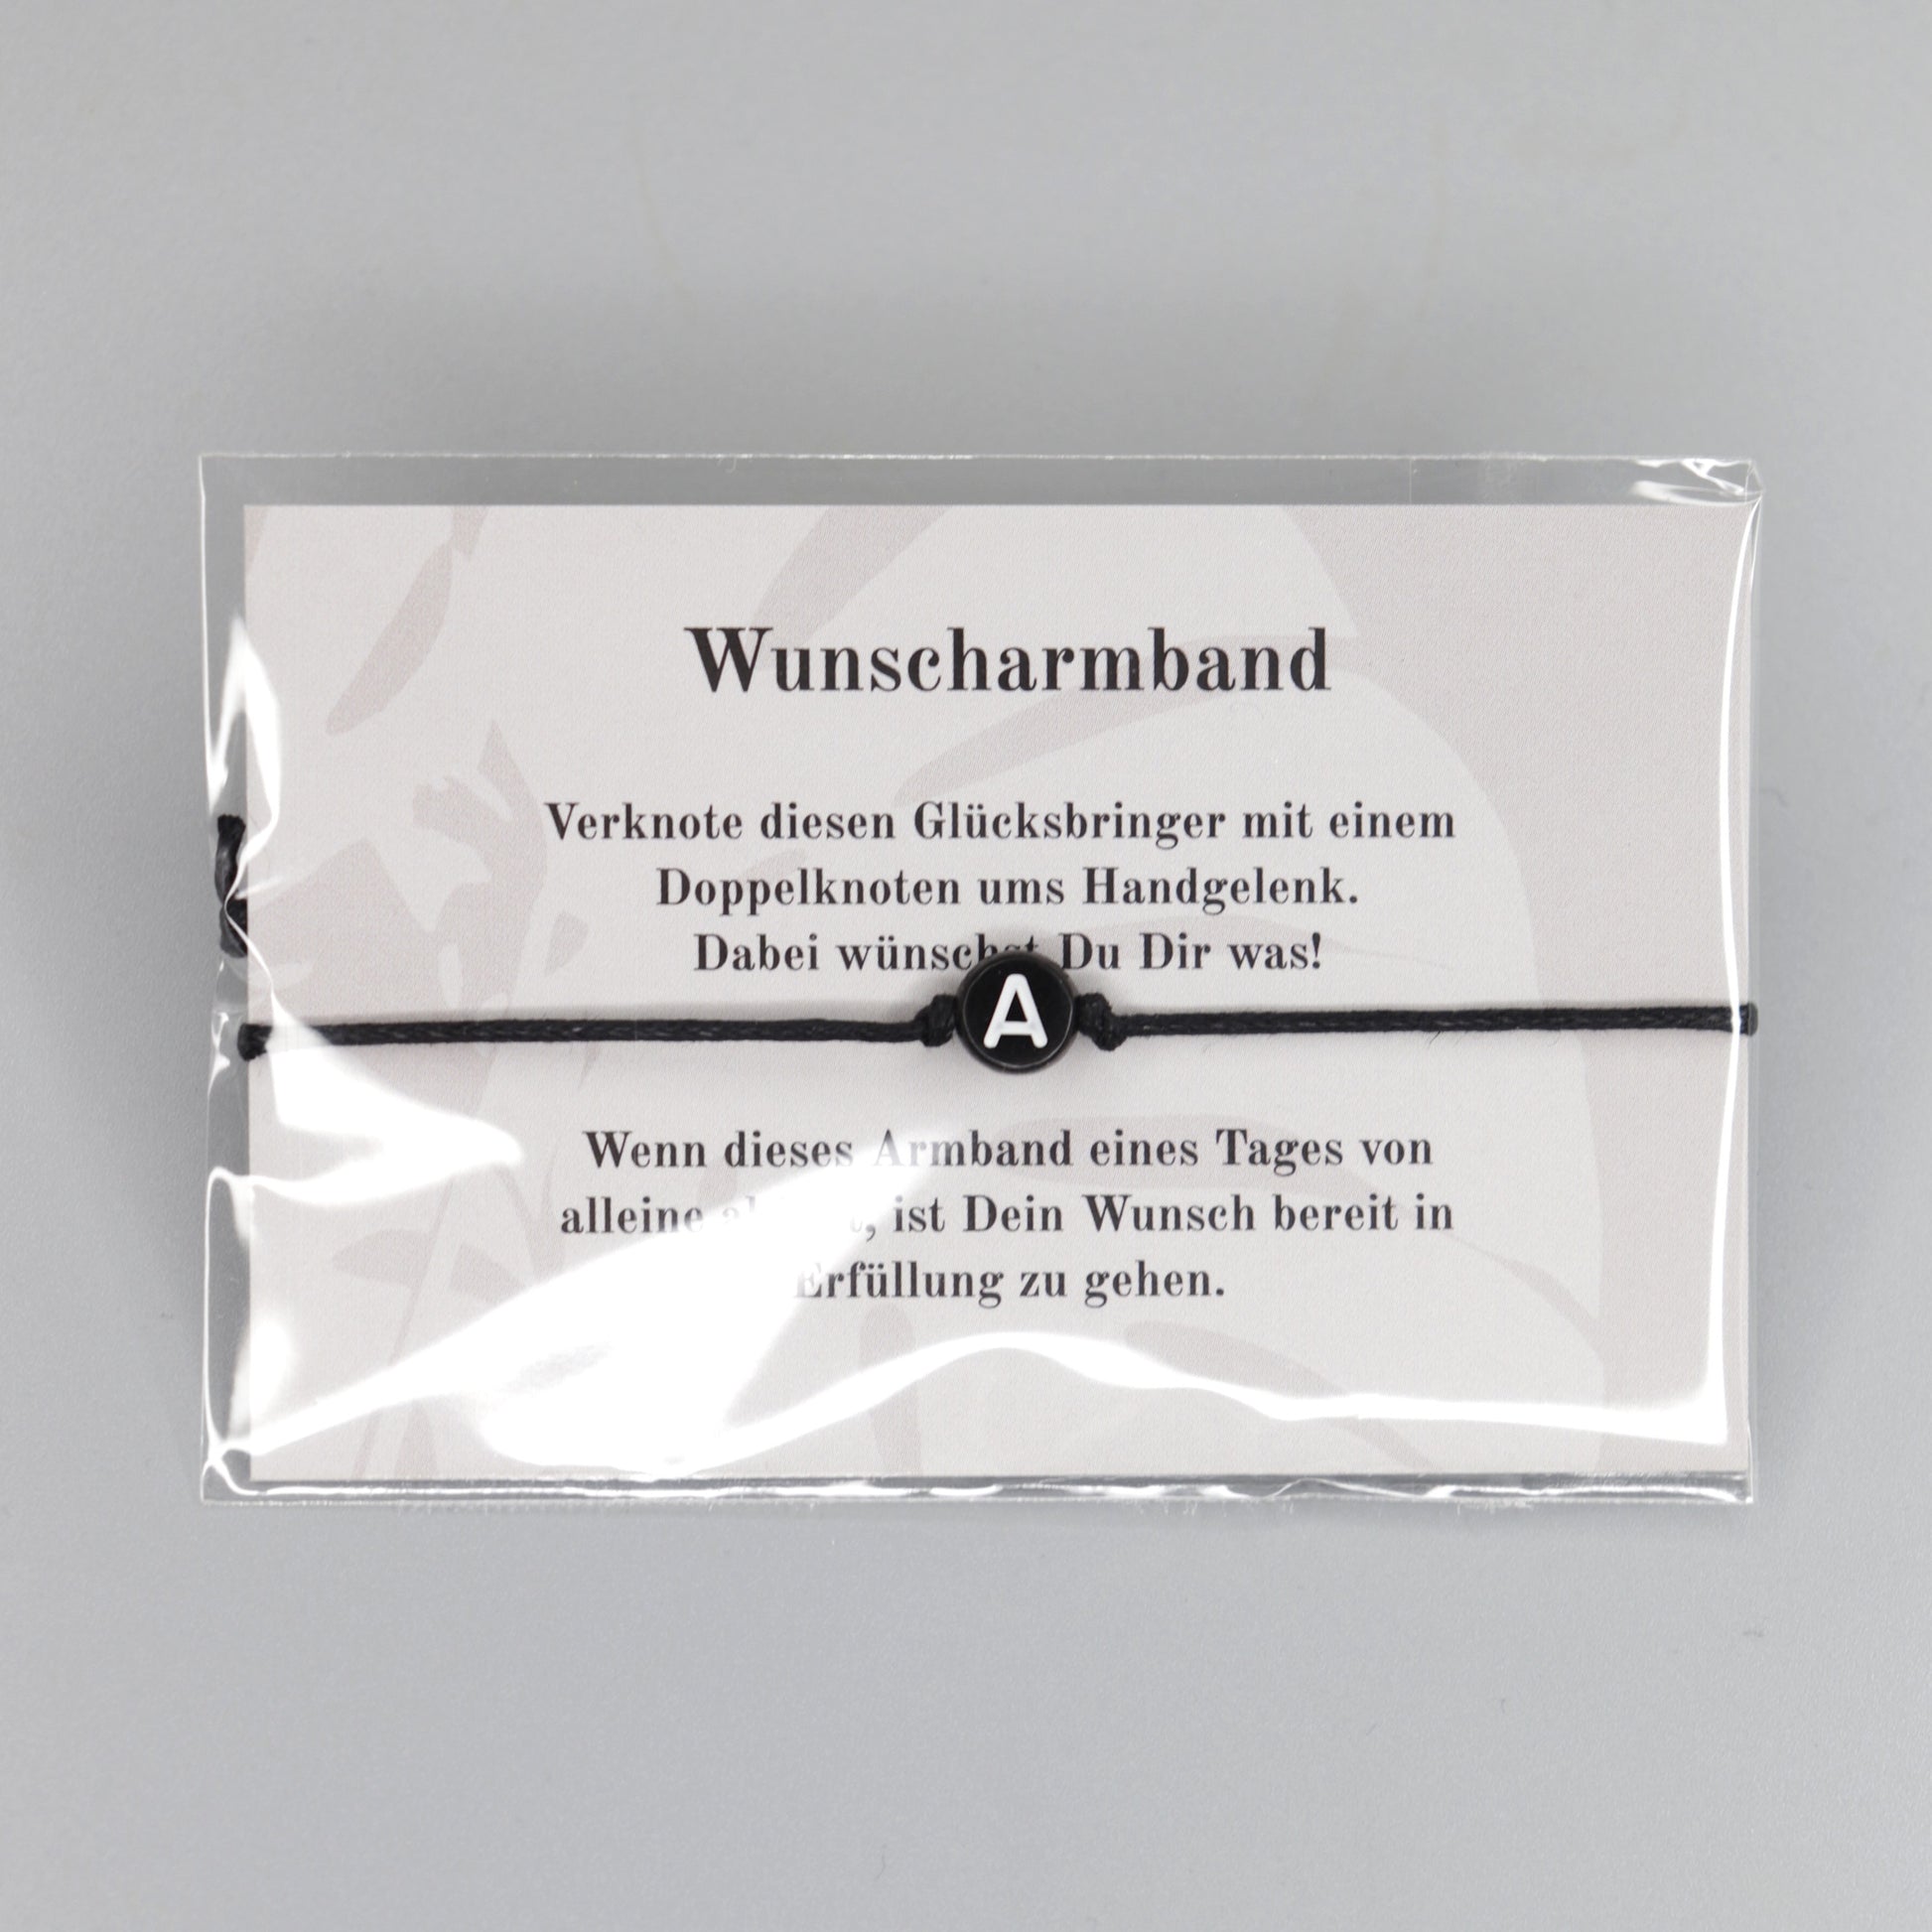 Wunscharmband
Verknote diesen Glücksbringer mit einem
Doppelknoten ums Handgelenk.
Dabei wünschst Du Dir was!
A
Wenn dieses Armband eines Tages von
alleine ist Dein Wunsch bereit in
Erfüllung zu gehen.